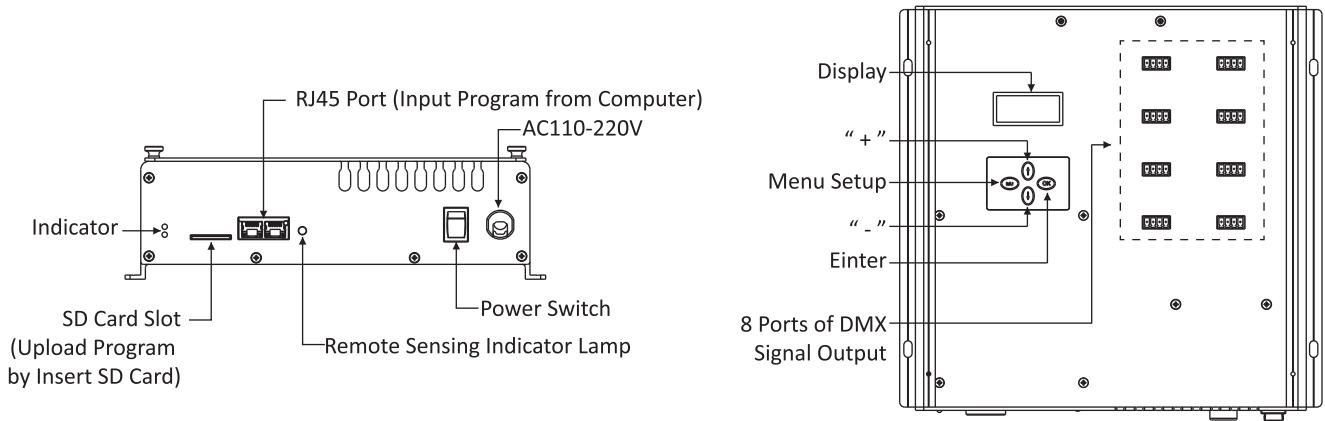 RJ45 Port (Input Program from Computer)
AC110-220V
Indicator
SD Card Slot
(Upload Program
by Insert SD Card)
Power Switch
Remote Sensing Indicator Lamp
Display
“ + ”
Menu Setup
“ - ”
Einter
8 Ports of DMX
Signal Output
OK